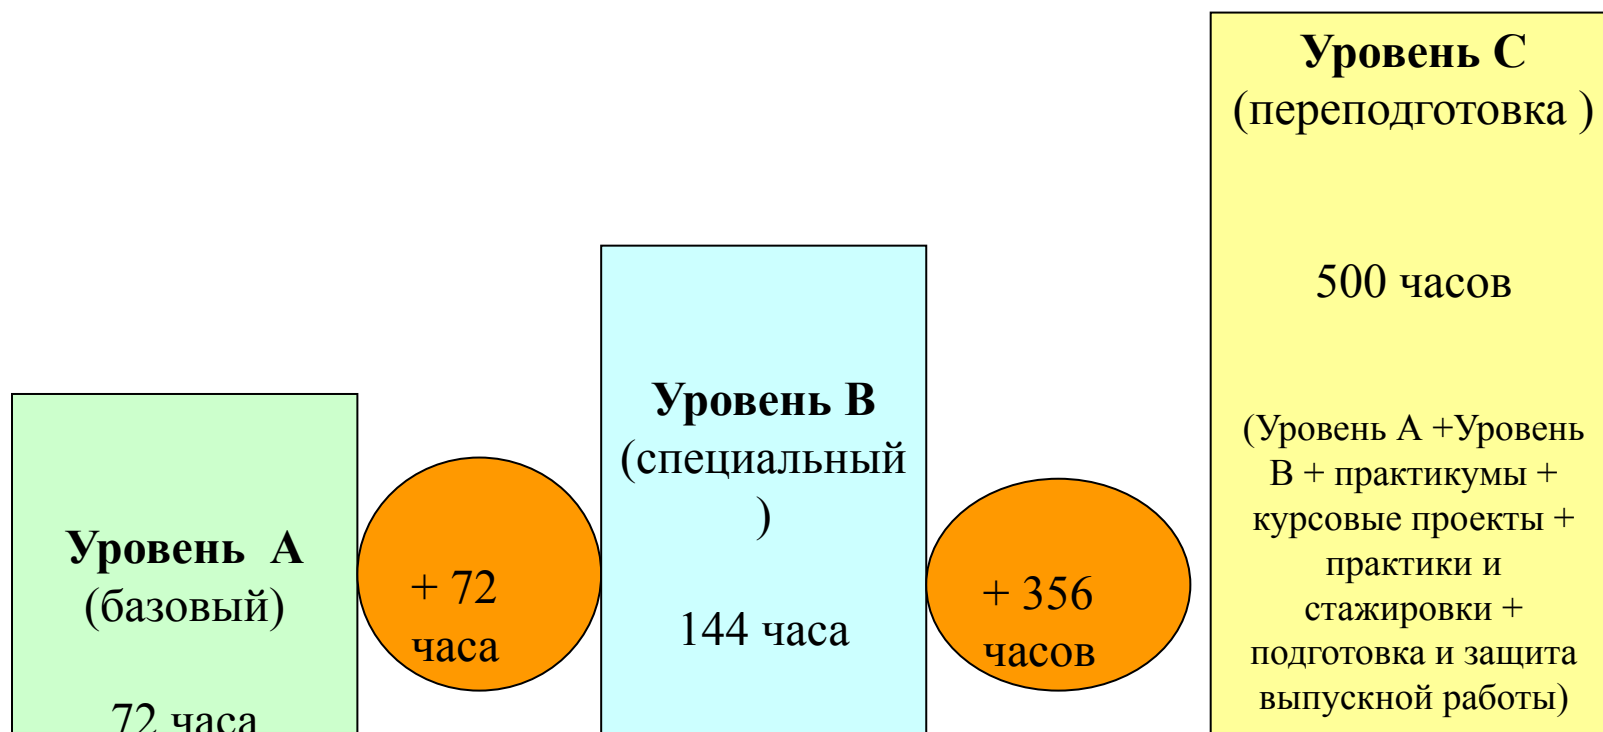 Уровень А
(базовый)
72 часа
+ 72
часа
Уровень В
(специальный
)
144 часа
+ 356
часов
Уровень С
(переподготовка )
500 часов
(Уровень А +Уровень
В + практикумы +
курсовые проекты +
практики и
стажировки +
подготовка и защита
выпускной работы)